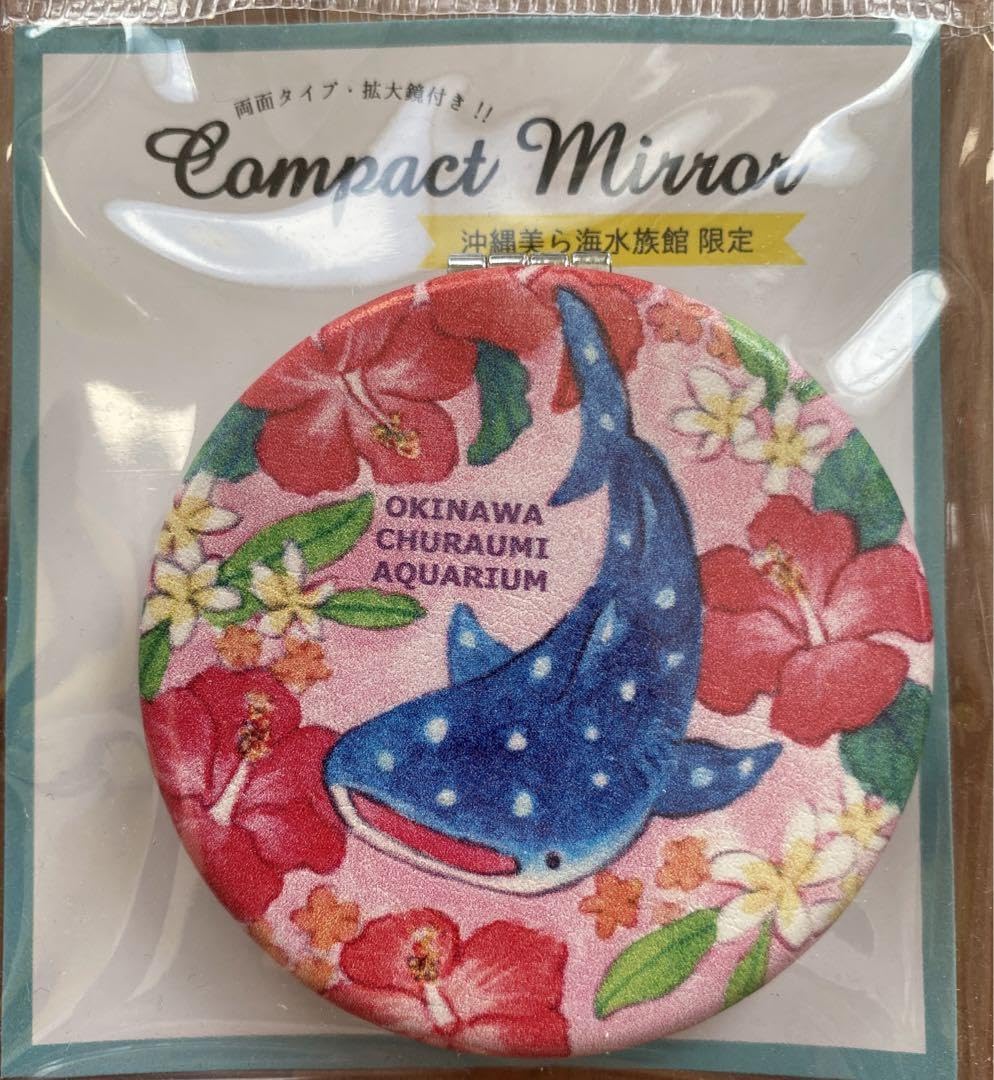 両面タイプ・拡大鏡付き!!
Compact Mirror
沖縄美ら海水族館 限定
OKINAWA
CHURAUMI
AQUARIUM